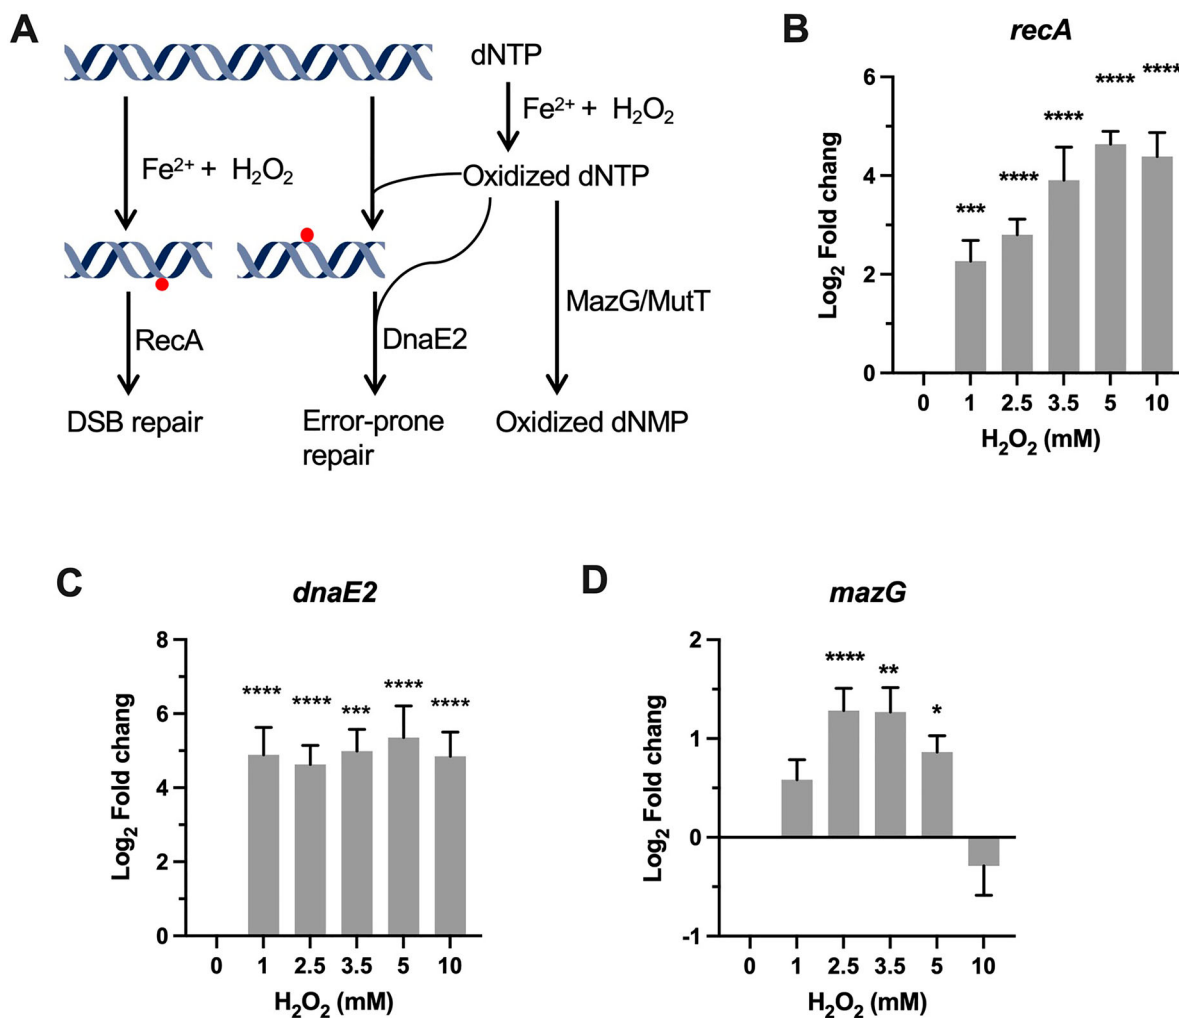 A
dNTP
Fe²⁺ + H₂O₂
Fe²⁺ + H₂O₂
Oxidized dNTP
RecA
DnaE2
MazG/MutT
DSB repair
Error-prone
repair
Oxidized dNMP
B
recA
Log₂ Fold chang
6
4
2
0
***
****
****
****
****
0 1 2.5 3.5 5 10
H₂O₂ (mM)
C
dnaE2
Log₂ Fold chang
8
6
4
2
0
****
****
***
****
****
0 1 2.5 3.5 5 10
H₂O₂ (mM)
D
mazG
Log₂ Fold chang
2
1
0
-1
****
**
*
0 1 2.5 3.5 5 10
H₂O₂ (mM)